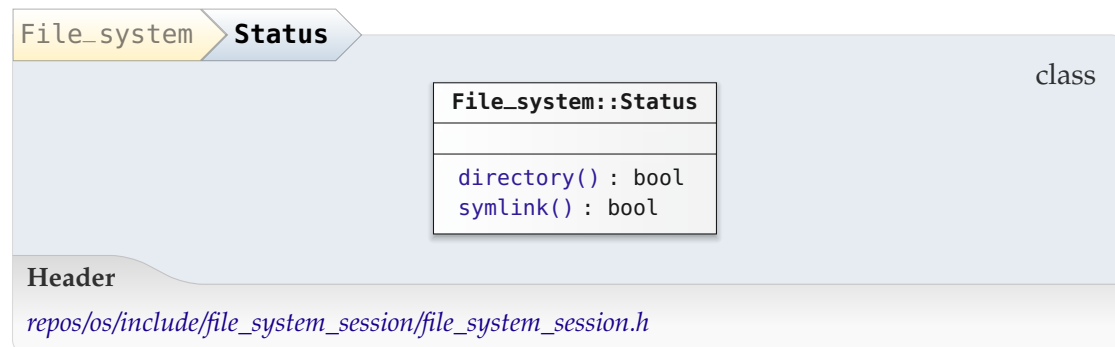 File_system Status
class
File_system::Status
directory() : bool
symlink() : bool
Header
repos/os/include/file_system_session/file_system_session.h